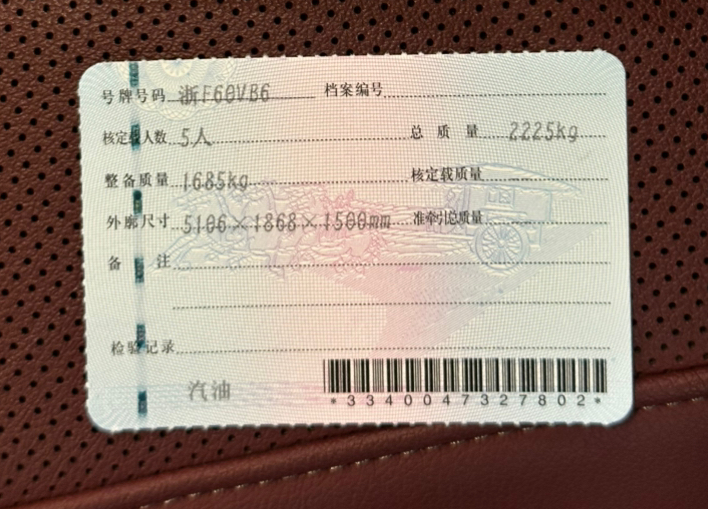 号牌号码 浙F60VB6 档案编号
核定载人数 5人 总质量 2225kg
整备质量 1685kg 核定载质量
外廓尺寸 5106×1868×1500mm 准牵引总质量
备注
检验记录
汽油
*3340047327802*